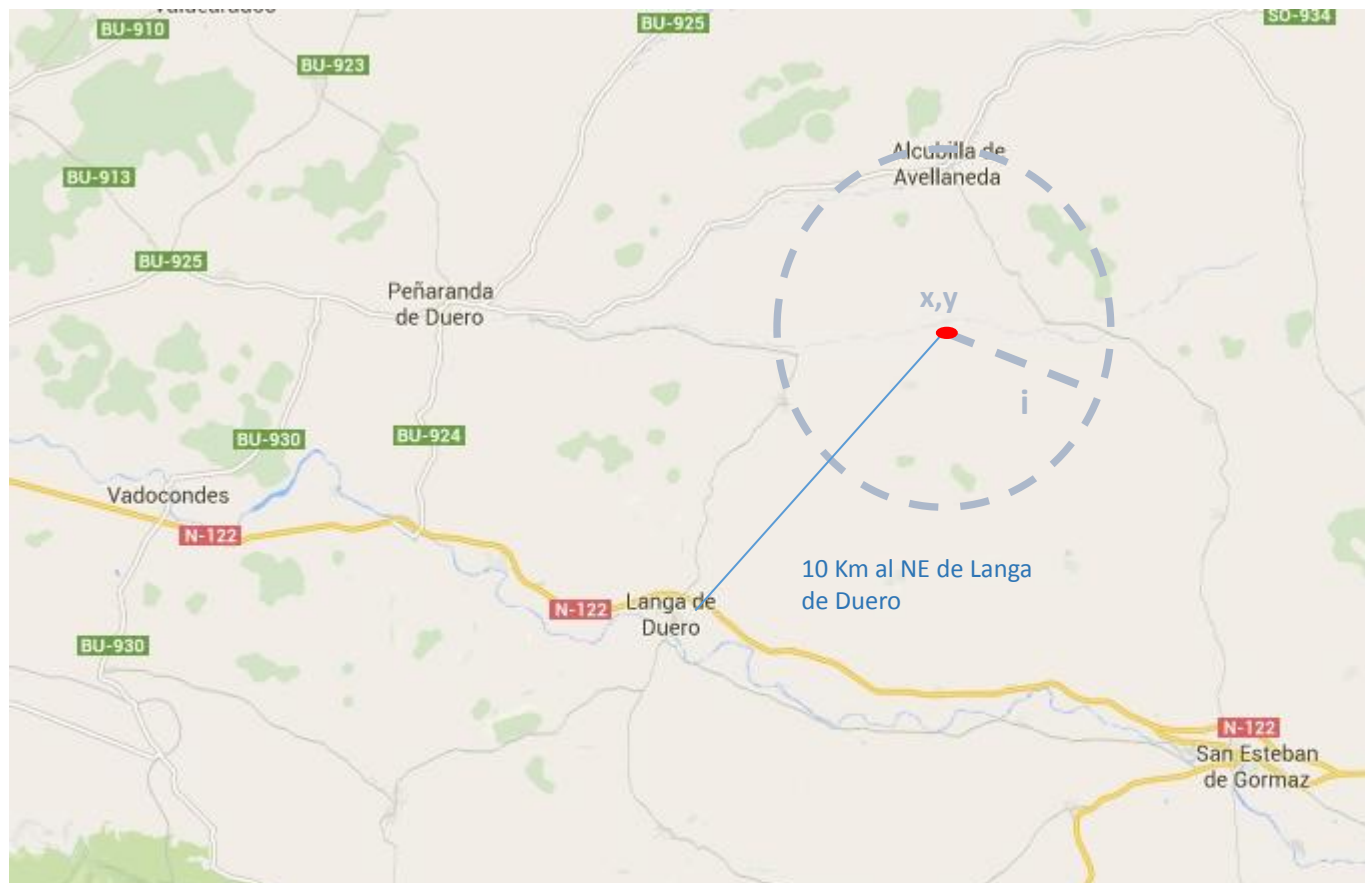 BU-910
BU-925
SO-934
BU-923
Alcubilla de
Avellaneda
BU-913
BU-925
Peñaranda
de Duero
x,y
i
BU-930
BU-924
Vadocondes
N-122
10 Km al NE de Langa
de Duero
N-122
Langa de
Duero
BU-930
N-122
San Esteban
de Gormaz